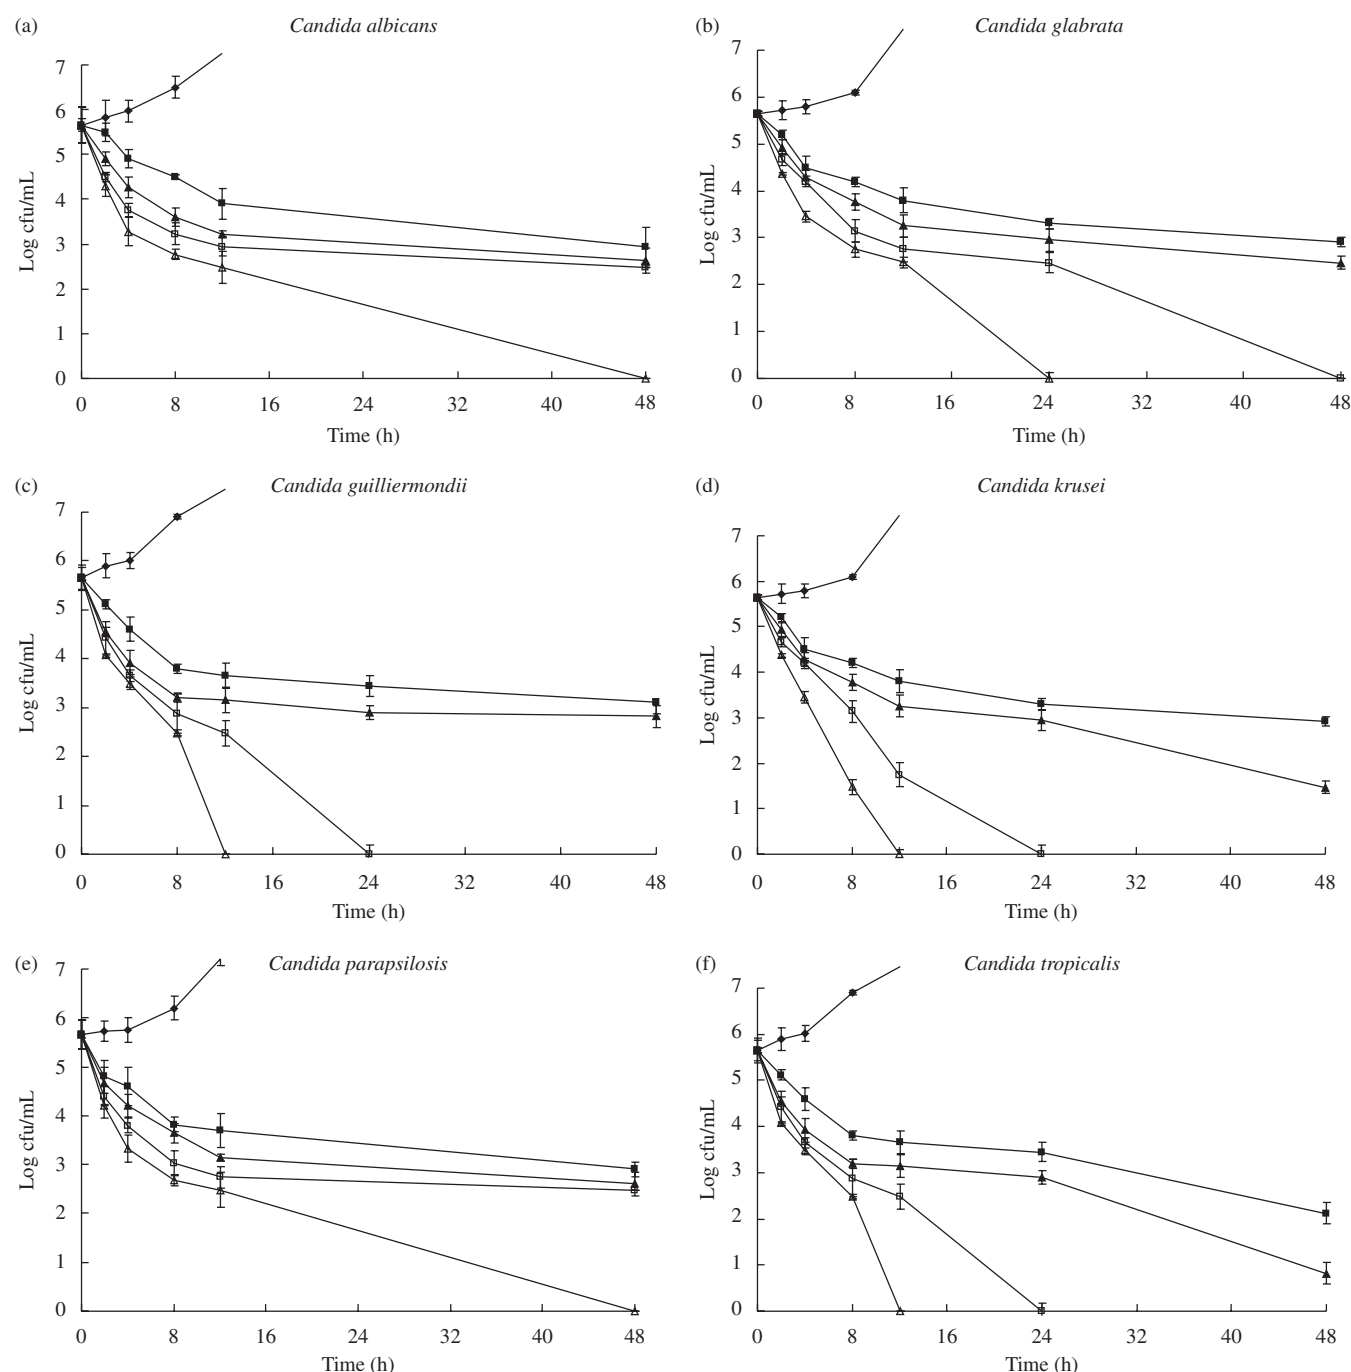 (a) Candida albicans
7
6
5
4
3
2
1
0
Log cfu/mL
0 8 16 24 32 40 48
Time (h)
(b) Candida glabrata
7
6
5
4
3
2
1
0
Log cfu/mL
0 8 16 24 32 40 48
Time (h)
(c) Candida guilliermondii
7
6
5
4
3
2
1
0
Log cfu/mL
0 8 16 24 32 40 48
Time (h)
(d) Candida krusei
7
6
5
4
3
2
1
0
Log cfu/mL
0 8 16 24 32 40 48
Time (h)
(e) Candida parapsilosis
7
6
5
4
3
2
1
0
Log cfu/mL
0 8 16 24 32 40 48
Time (h)
(f) Candida tropicalis
7
6
5
4
3
2
1
0
Log cfu/mL
0 8 16 24 32 40 48
Time (h)